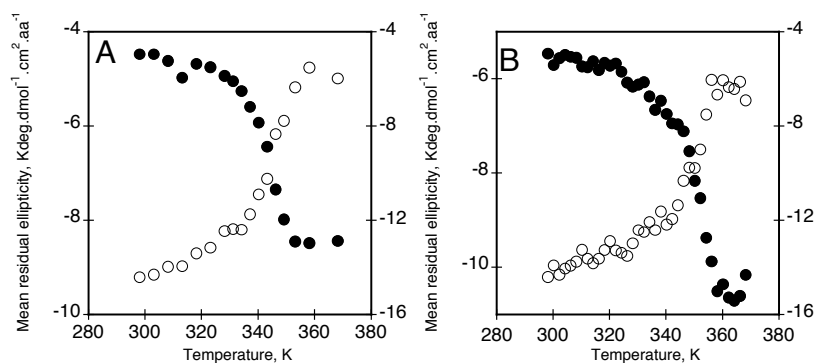 Mean residual ellipticity, Kdeg.dmol⁻¹.cm².aa⁻¹
A
-4
-6
-8
-10
-4
-8
-12
-16
280 300 320 340 360 380
Temperature, K
Mean residual ellipticity, Kdeg.dmol⁻¹.cm².aa⁻¹
B
-6
-8
-10
-4
-8
-12
-16
280 300 320 340 360 380
Temperature, K